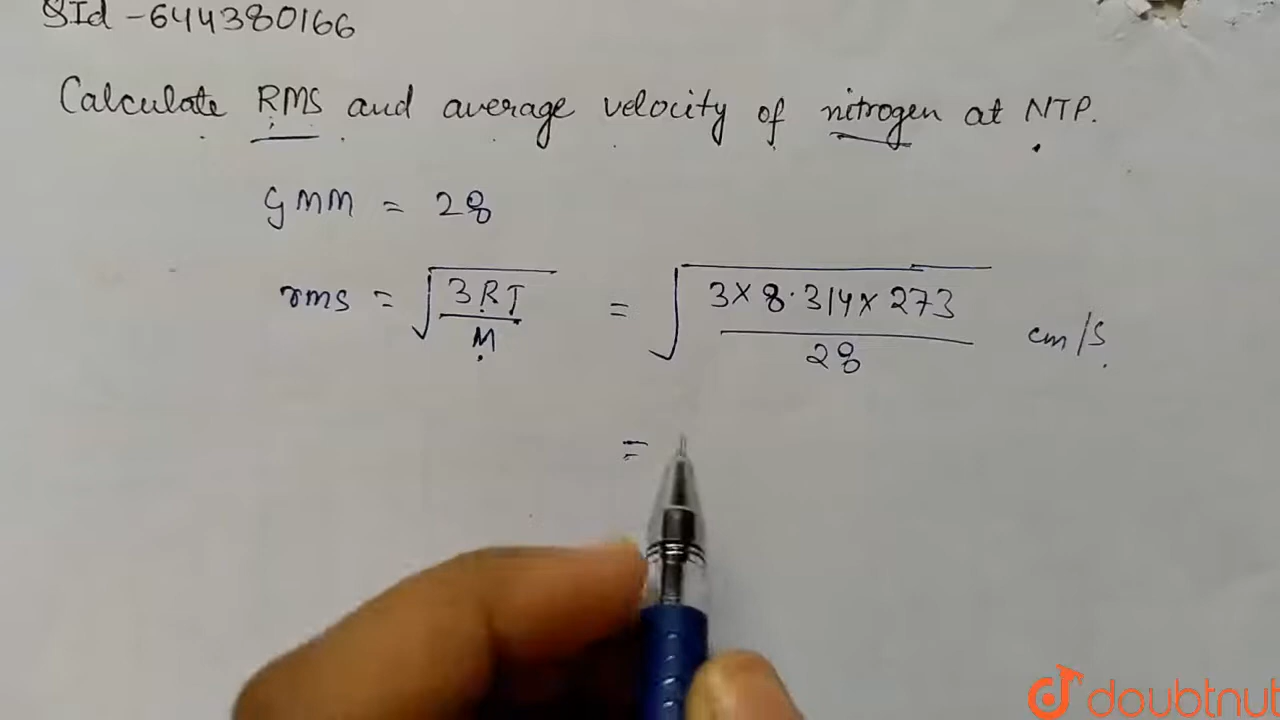 QId - 644380166
Calculate RMS and average velocity of nitrogen at NTP.
GMM = 28
rms = √(3RT/M) = √(3×8.314×273/28) cm/s.
=
doubtnut